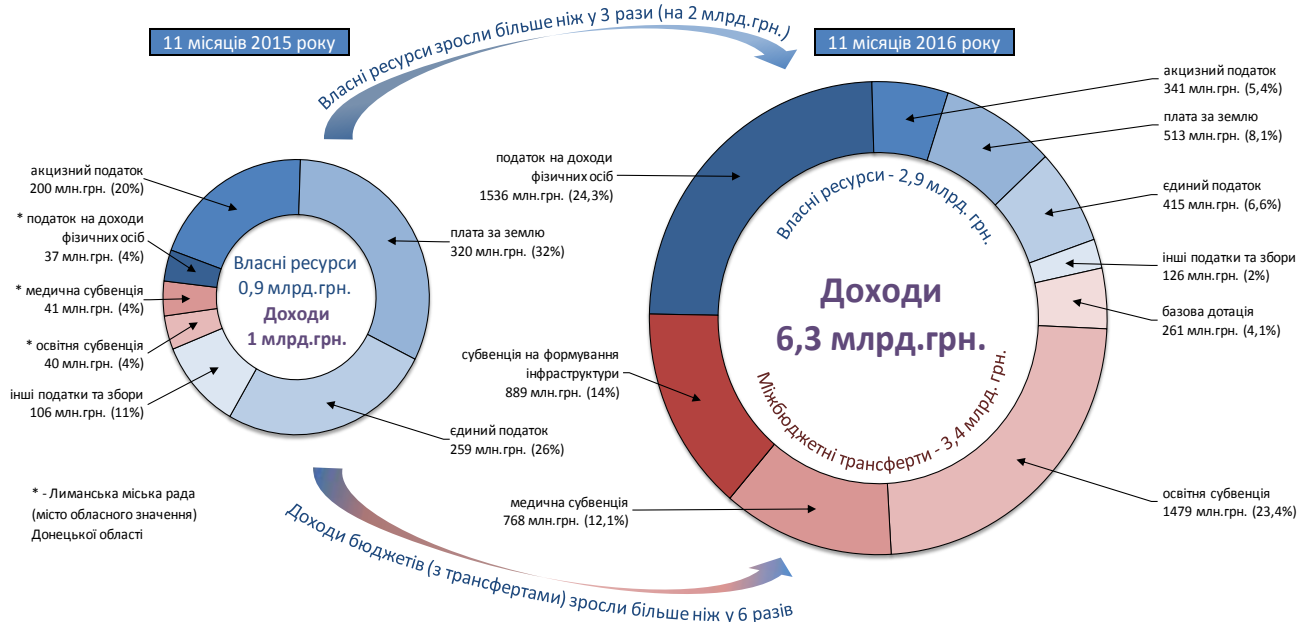 11 місяців 2015 року
Власні ресурси зросли більше ніж у 3 рази (на 2 млрд.грн.)
11 місяців 2016 року
акцизний податок
200 млн.грн. (20%)
* податок на доходи
фізичних осіб
37 млн.грн. (4%)
* медична субвенція
41 млн.грн. (4%)
* освітня субвенція
40 млн.грн. (4%)
інші податки та збори
106 млн.грн. (11%)
Власні ресурси
0,9 млрд.грн.
Доходи
1 млрд.грн.
плата за землю
320 млн.грн. (32%)
єдиний податок
259 млн.грн. (26%)
* - Лиманська міська рада
(місто обласного значення)
Донецької області
Доходи бюджетів (з трансфертами) зросли більше ніж у 6 разів
податок на доходи
фізичних осіб
1536 млн.грн. (24,3%)
субвенція на формування
інфраструктури
889 млн.грн. (14%)
медична субвенція
768 млн.грн. (12,1%)
Власні ресурси - 2,9 млрд. грн.
Доходи
6,3 млрд.грн.
Міжбюджетні трансферти - 3,4 млрд. грн.
акцизний податок
341 млн.грн. (5,4%)
плата за землю
513 млн.грн. (8,1%)
єдиний податок
415 млн.грн. (6,6%)
інші податки та збори
126 млн.грн. (2%)
базова дотація
261 млн.грн. (4,1%)
освітня субвенція
1479 млн.грн. (23,4%)